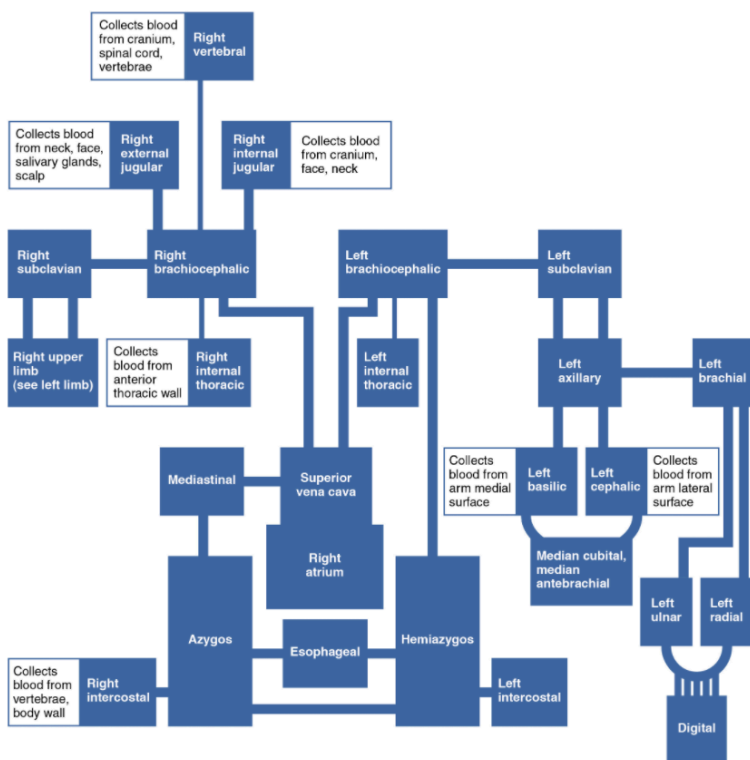 Collects blood
from cranium,
spinal cord,
vertebrae
Right
vertebral
Collects blood
from neck, face,
salivary glands,
scalp
Right
external
jugular
Right
internal
jugular
Collects blood
from cranium,
face, neck
Right
subclavian
Right
brachiocephalic
Left
brachiocephalic
Left
subclavian
Right upper
limb
(see left limb)
Collects
blood from
anterior
thoracic wall
Right
internal
thoracic
Left
internal
thoracic
Left
axillary
Left
brachial
Mediastinal
Superior
vena cava
Collects
blood from
arm medial
surface
Left
basilic
Left
cephalic
Collects
blood from
arm lateral
surface
Right
atrium
Median cubital,
median
antebrachial
Azygos
Esophageal
Hemiazygos
Left
ulnar
Left
radial
Collects
blood from
vertebrae,
body wall
Right
intercostal
Left
intercostal
Digital